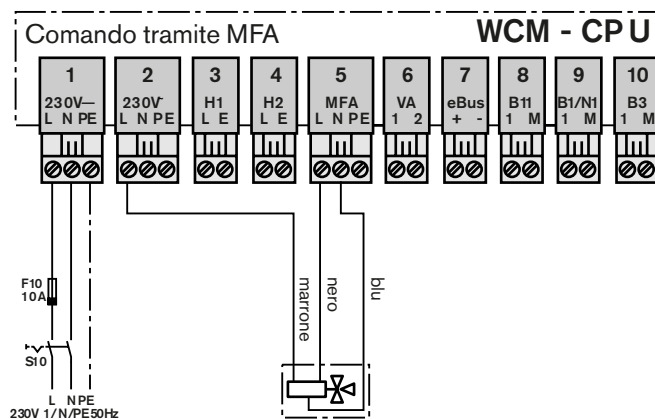 Comando tramite MFA WCM - CPU
1 2 3 4 5 6 7 8 9 10
230V— 230V~ H1 H2 MFA VA eBus B11 B1/N1 B3
L N PE L N PE L E L E L N PE 1 2 + - 1 M 1 M 1 M
F10
10A
marrone
nero
blu
S10
L N PE
230V 1/N/PE50Hz